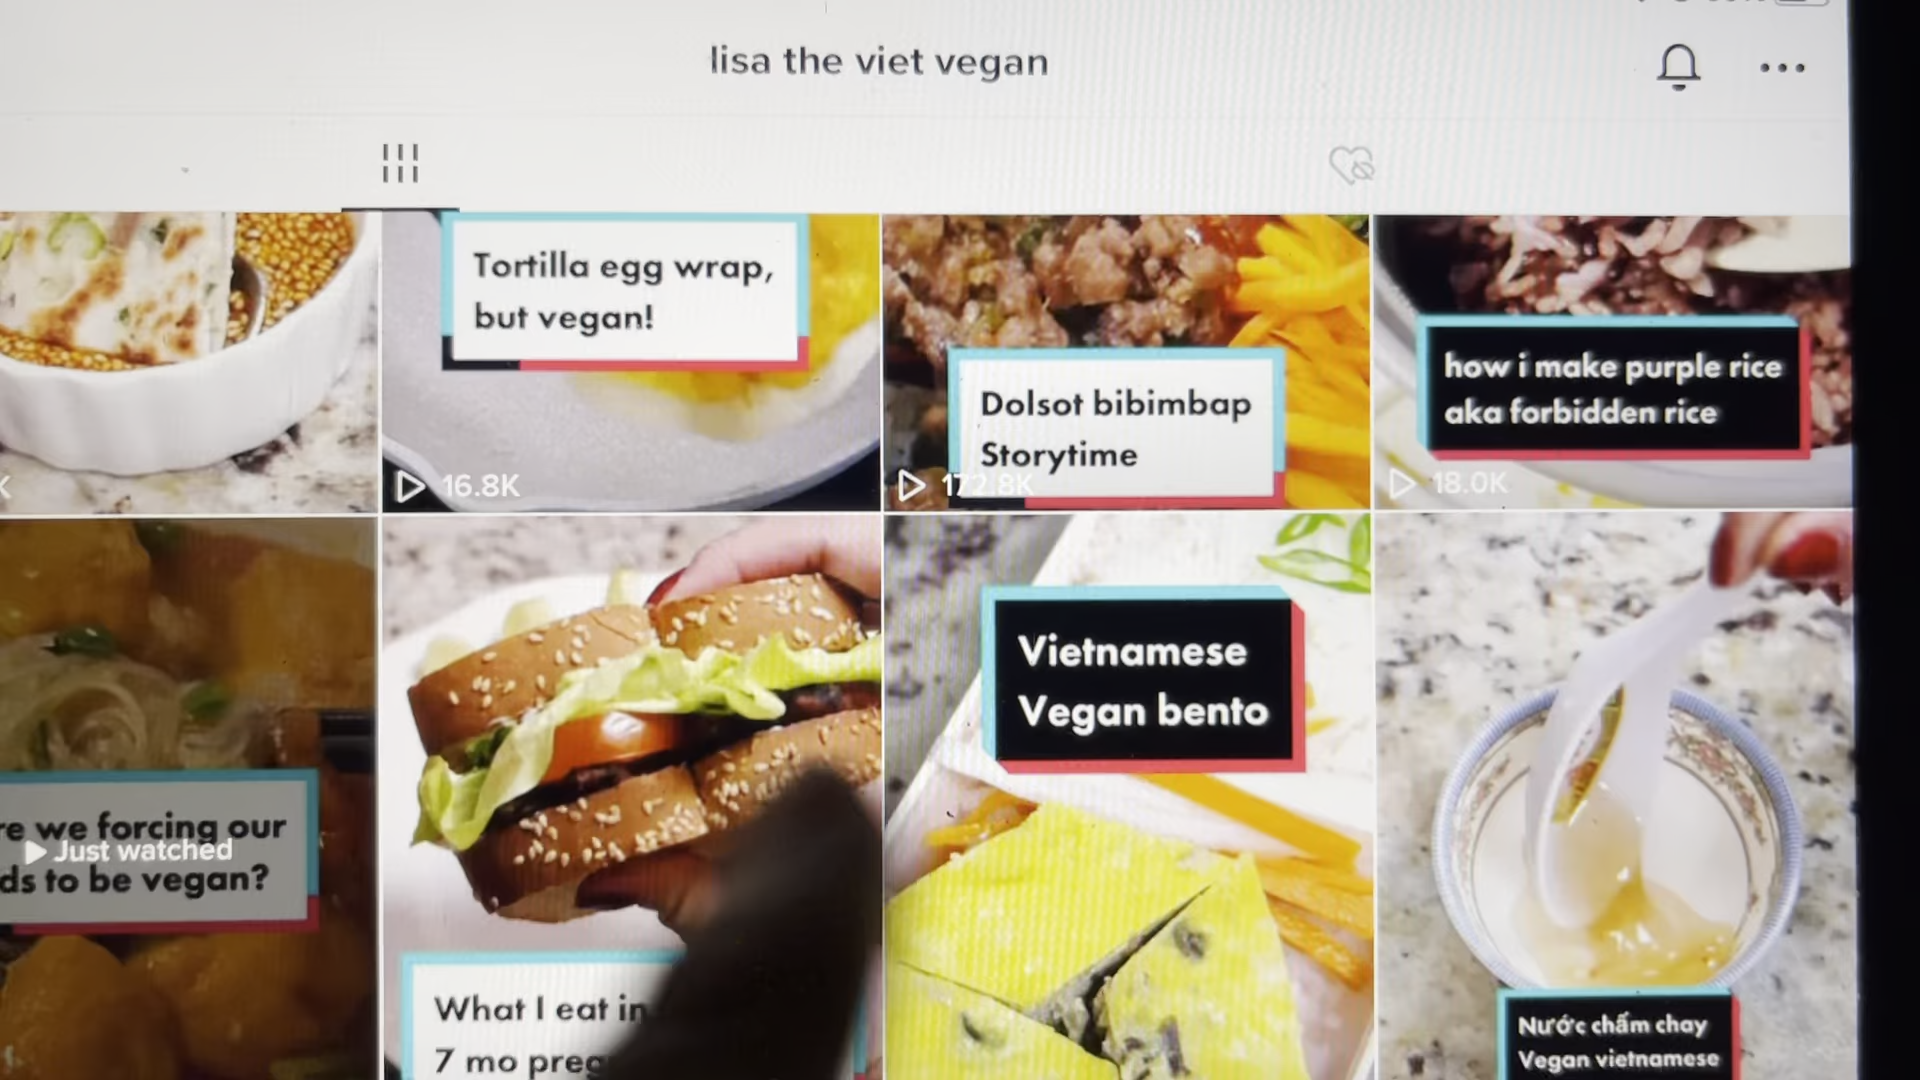 lisa the viet vegan
Tortilla egg wrap,
but vegan!
16.8K
Dolsot bibimbap
Storytime
172.8K
how i make purple rice
aka forbidden rice
18.0K
we forcing our
Just watched
to be vegan?
What I eat in
7 mo
Vietnamese
Vegan bento
Nước chấm chay
Vegan vietnamese